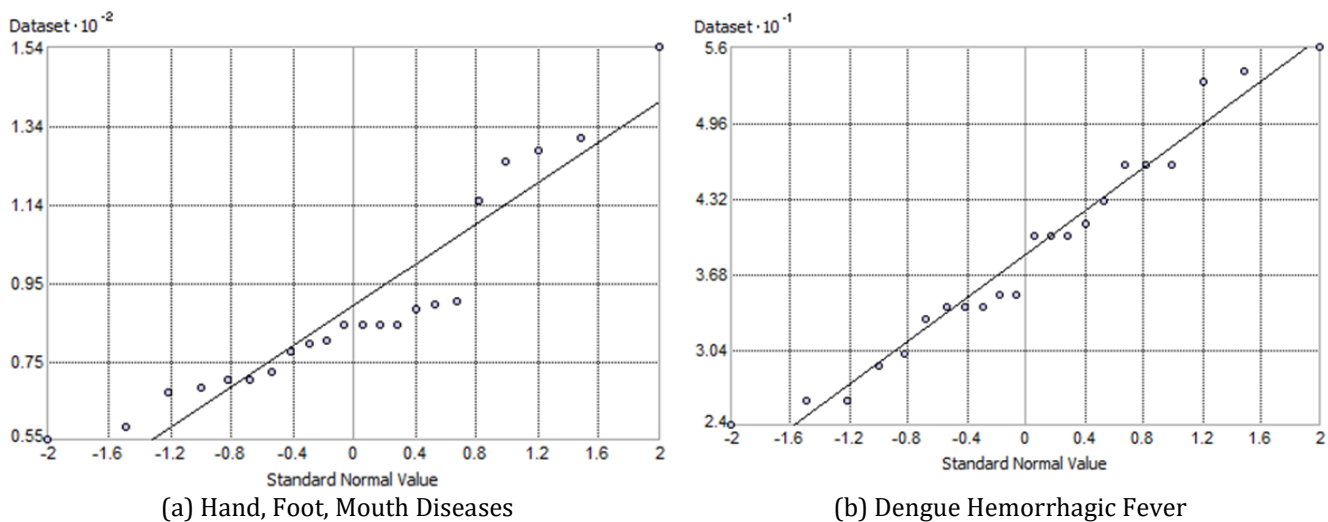 Dataset · 10⁻²
1.54
1.34
1.14
0.95
0.75
0.55
-2 -1.6 -1.2 -0.8 -0.4 0 0.4 0.8 1.2 1.6 2
Standard Normal Value
(a) Hand, Foot, Mouth Diseases
Dataset · 10⁻¹
5.6
4.96
4.32
3.68
3.04
2.4
-2 -1.6 -1.2 -0.8 -0.4 0 0.4 0.8 1.2 1.6 2
Standard Normal Value
(b) Dengue Hemorrhagic Fever